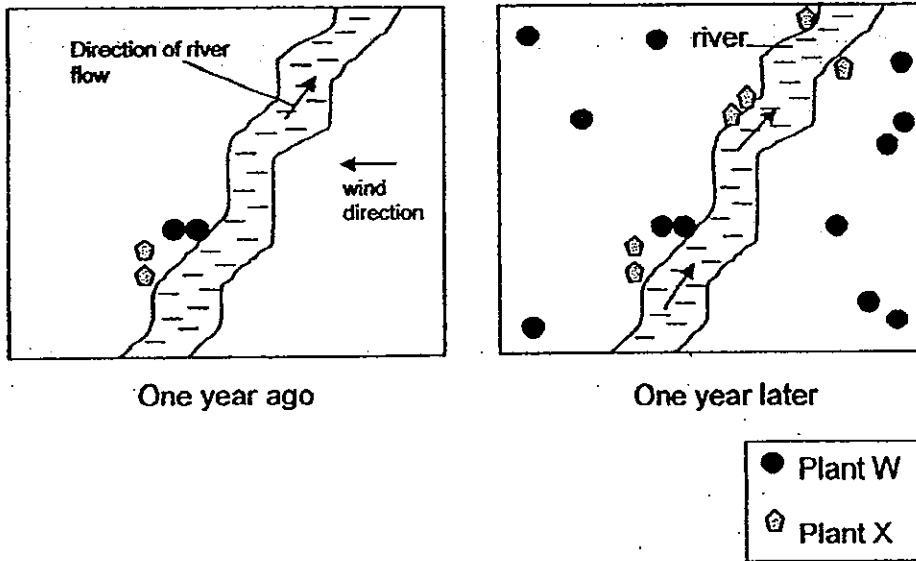 Direction of river
flow
wind
direction
One year ago
river
One year later
Plant W
Plant X